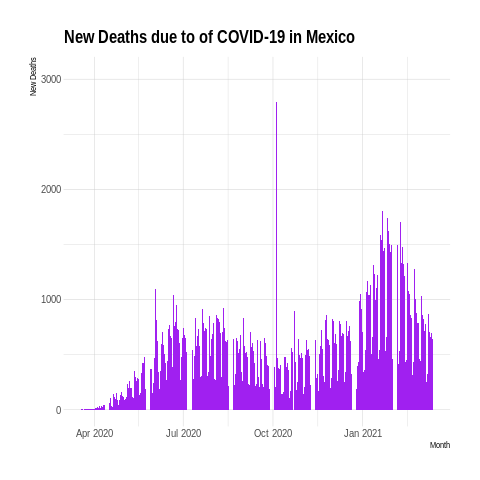 New Deaths due to of COVID-19 in Mexico
New Deaths
3000
2000
1000
0
Apr 2020 Jul 2020 Oct 2020 Jan 2021
Month